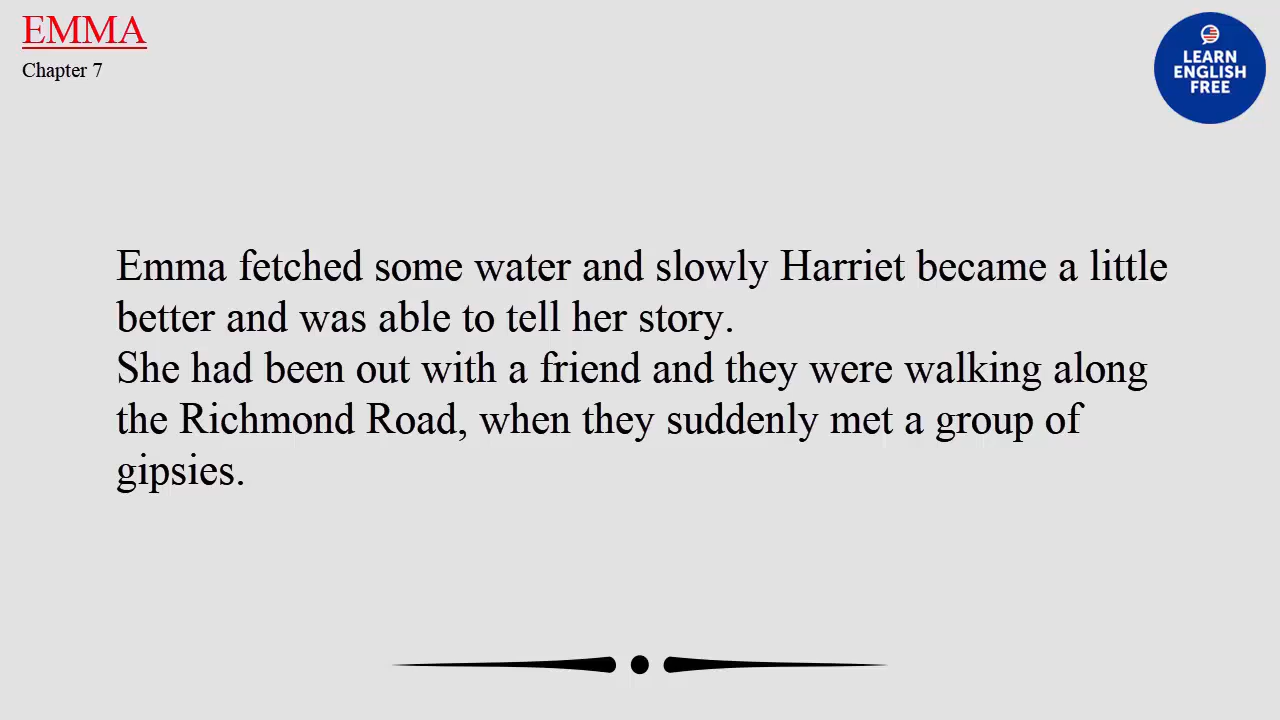 EMMA
Chapter 7
LEARN
ENGLISH
FREE
Emma fetched some water and slowly Harriet became a little
better and was able to tell her story.
She had been out with a friend and they were walking along
the Richmond Road, when they suddenly met a group of
gipsies.